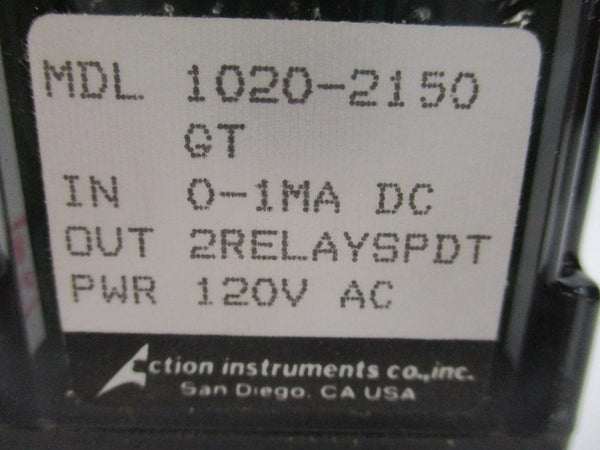 MDL 1020-2150
GT
IN 0-1MA DC
OUT 2RELAYSPDT
PWR 120V AC
Action instruments co.,inc.
San Diego, CA USA